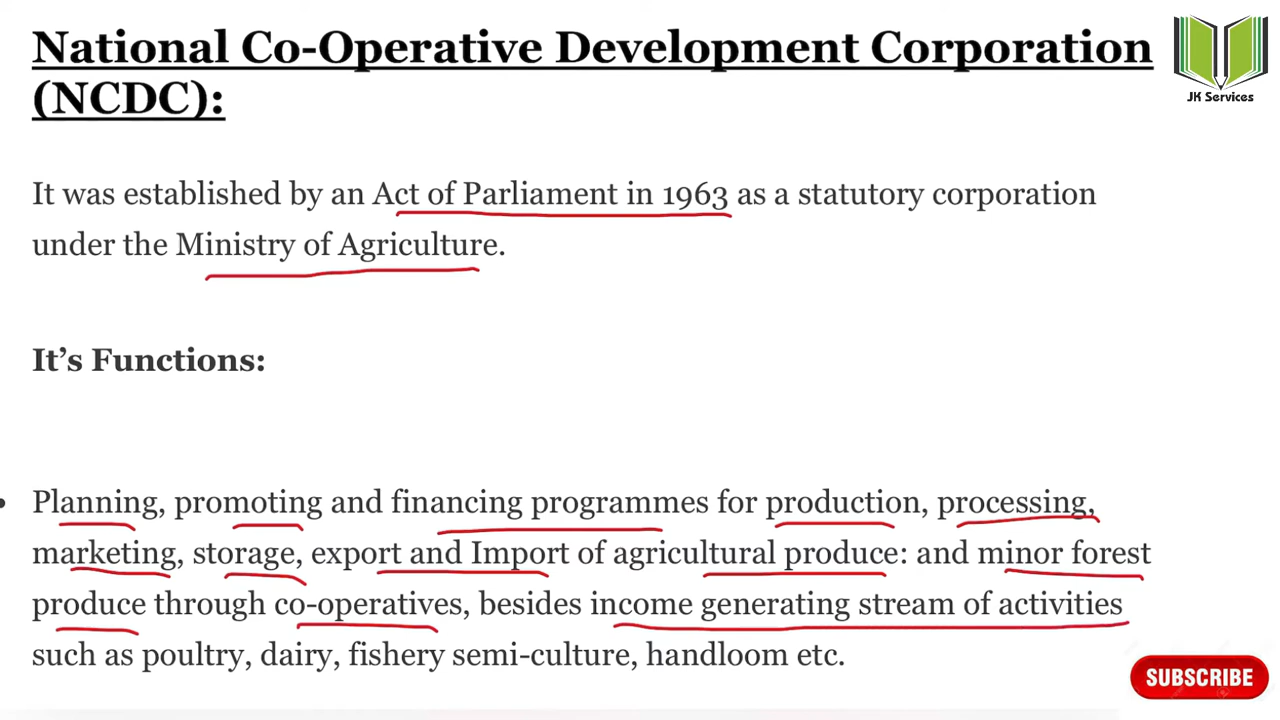 National Co-Operative Development Corporation
(NCDC):
JK Services
It was established by an Act of Parliament in 1963 as a statutory corporation
under the Ministry of Agriculture.
It’s Functions:
• Planning, promoting and financing programmes for production, processing,
marketing, storage, export and Import of agricultural produce: and minor forest
produce through co-operatives, besides income generating stream of activities
such as poultry, dairy, fishery semi-culture, handloom etc.
SUBSCRIBE